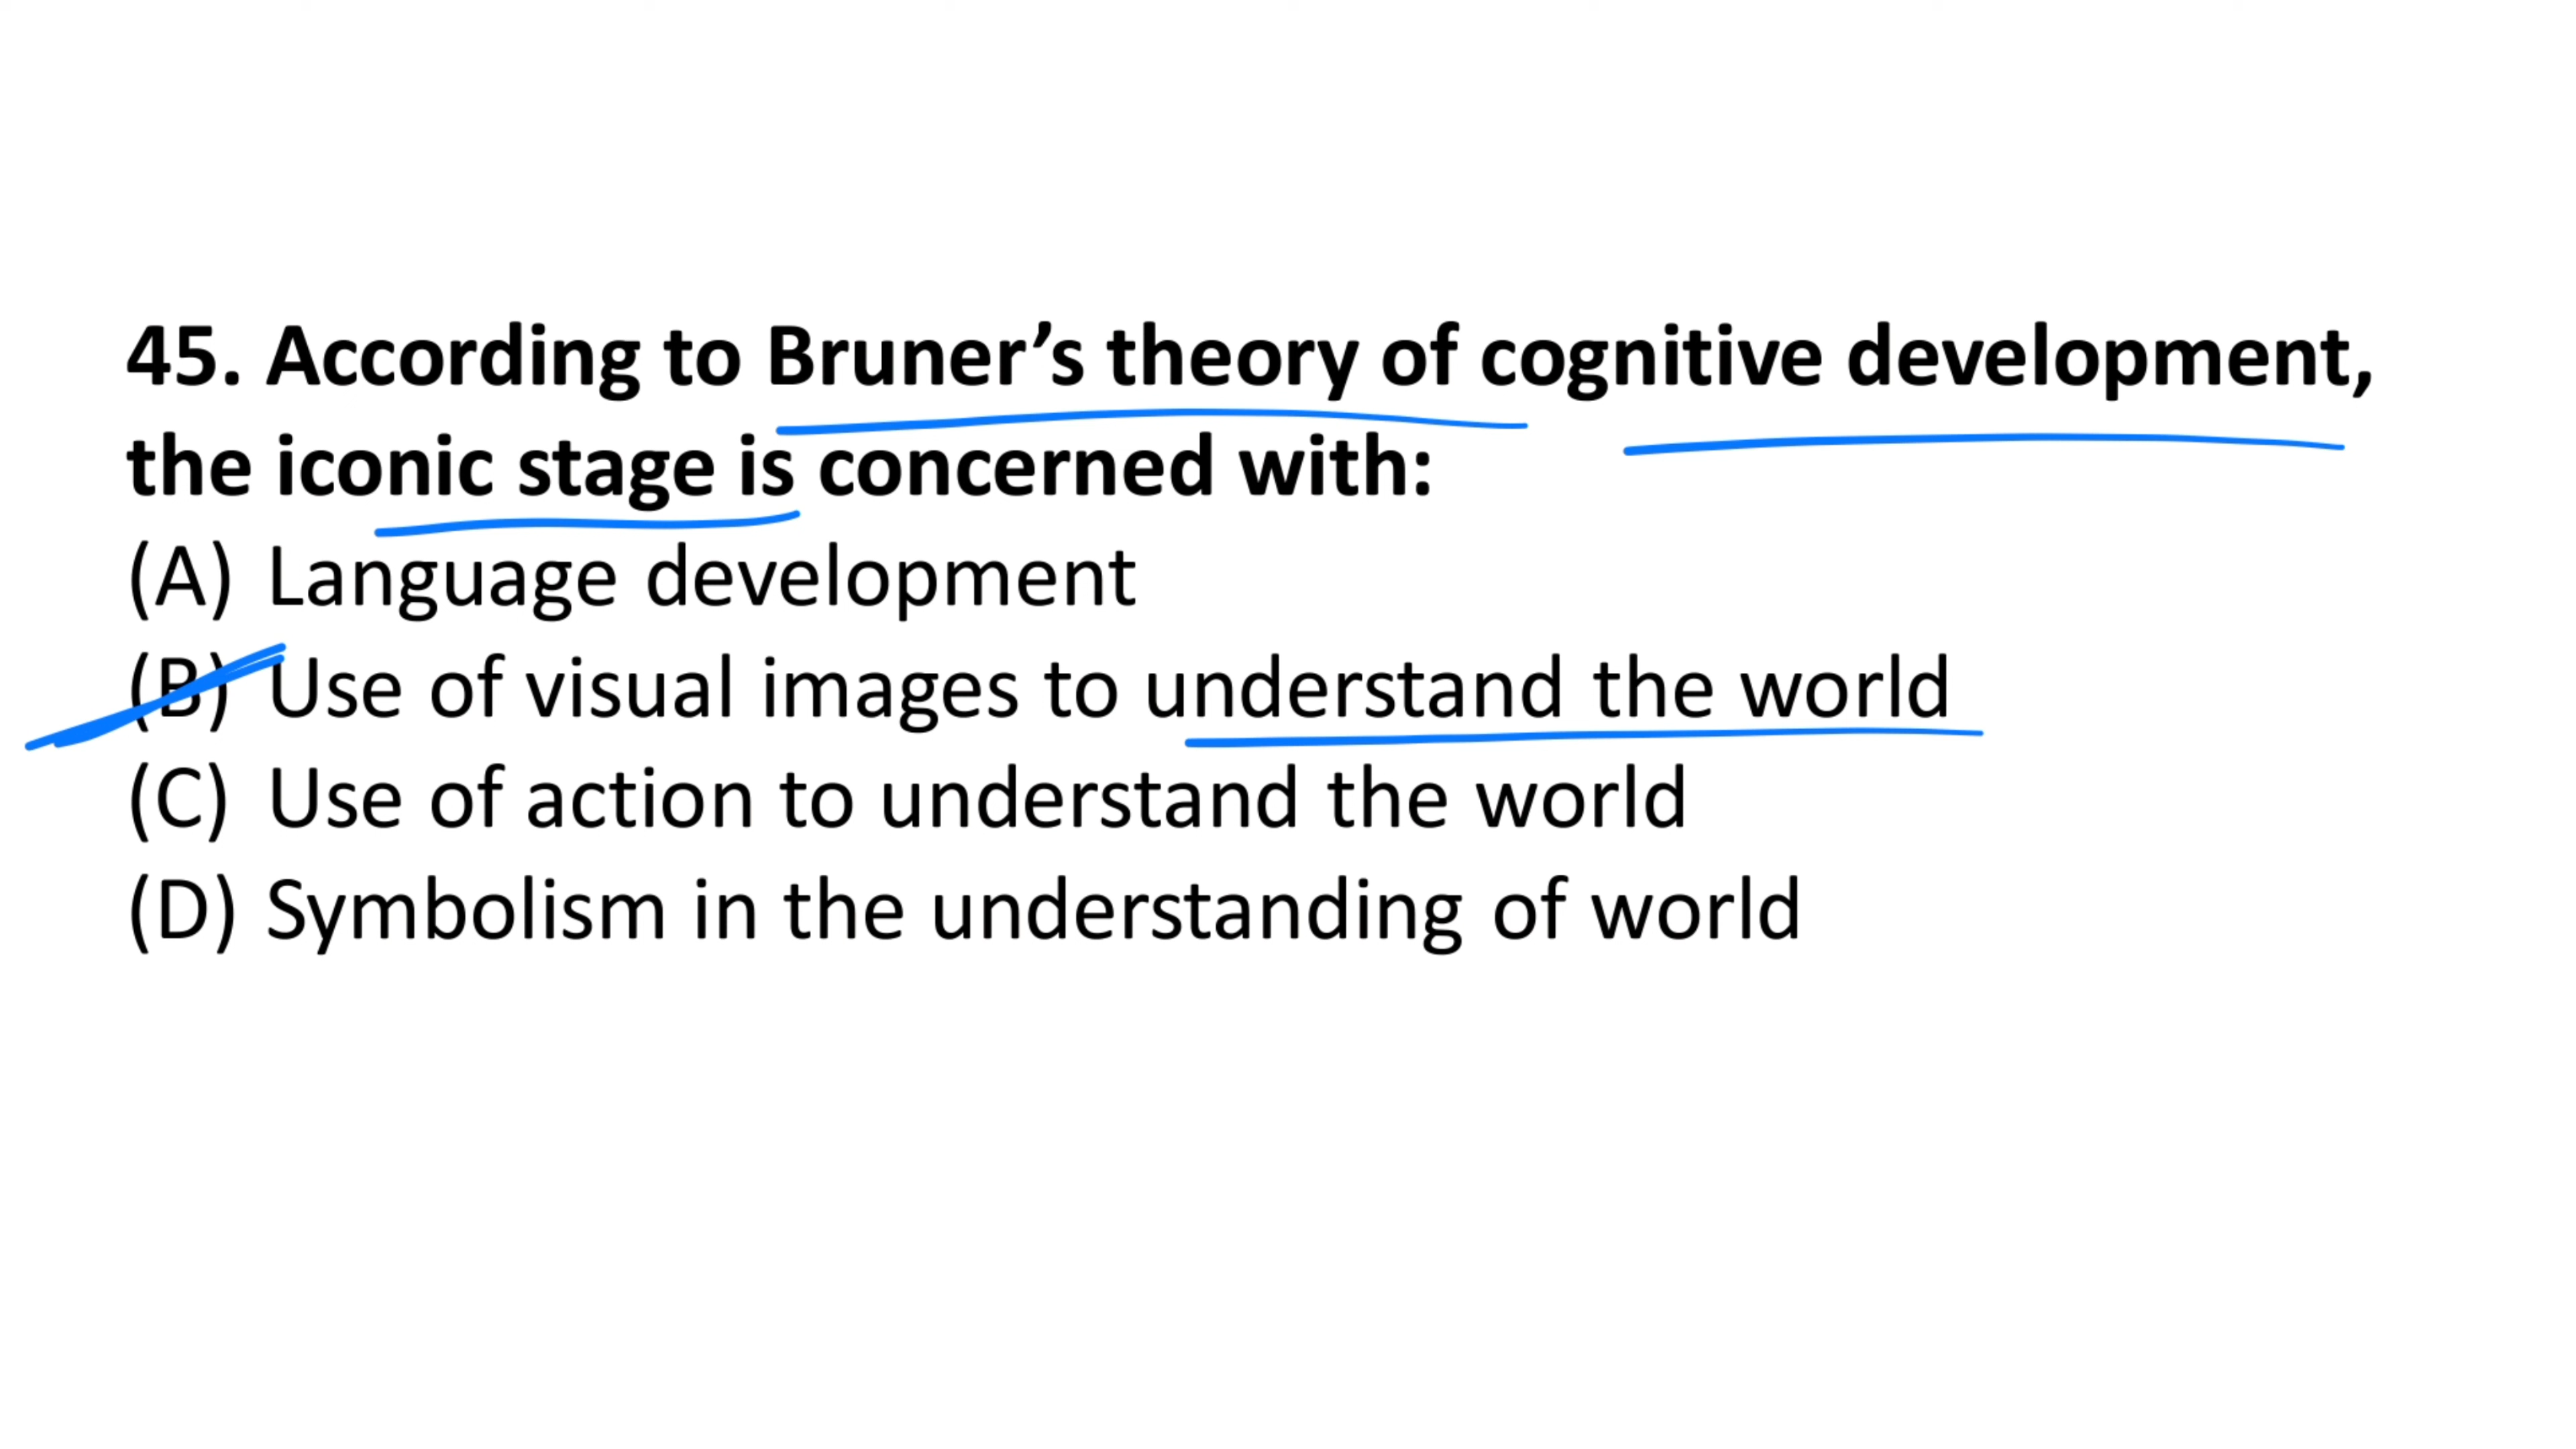 45. According to Bruner’s theory of cognitive development,
the iconic stage is concerned with:
(A) Language development
(B) Use of visual images to understand the world
(C) Use of action to understand the world
(D) Symbolism in the understanding of world